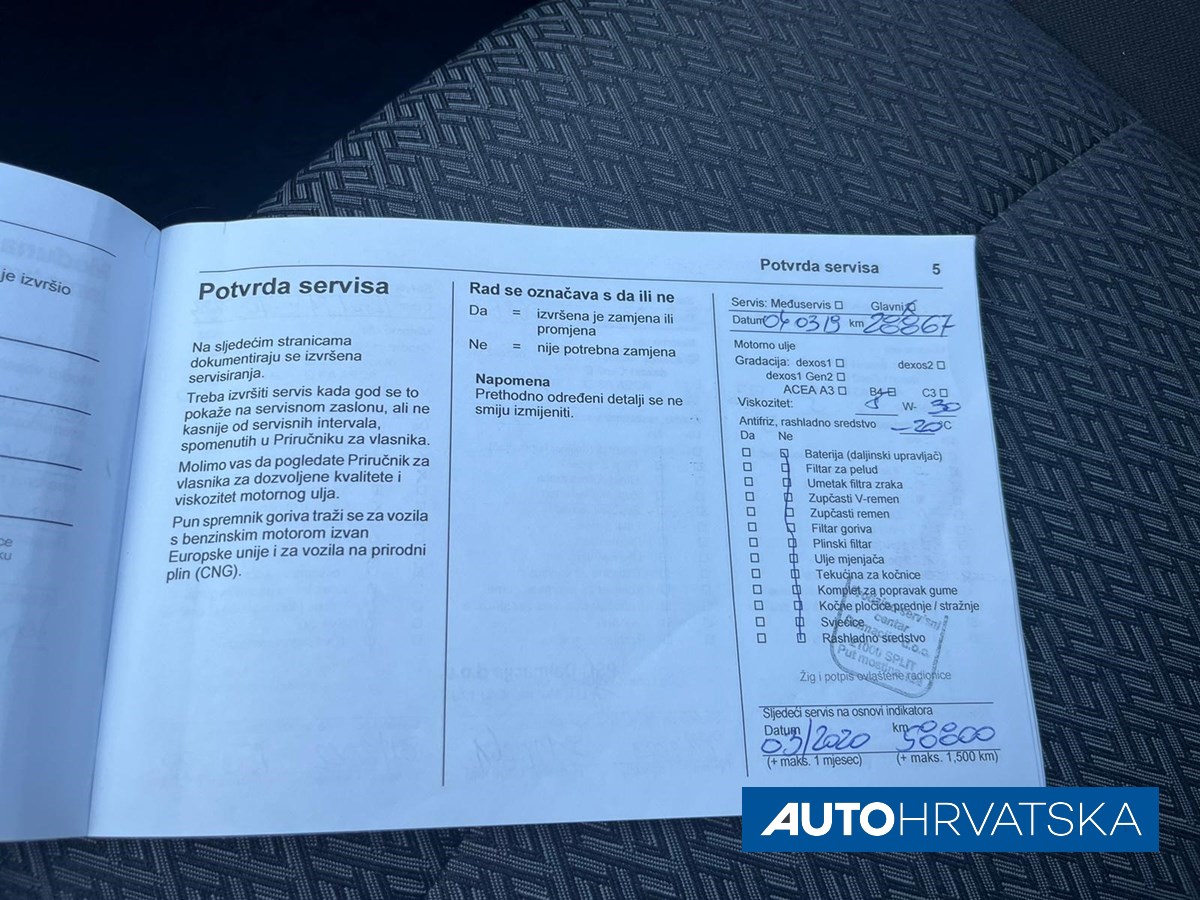 je izvršio
Potvrda servisa
Na sljedećim stranicama
dokumentiraju se izvršena
servisiranja.
Treba izvršiti servis kada god se to
pokaže na servisnom zaslonu, ali ne
kasnije od servisnih intervala,
spomenutih u Priručniku za vlasnika.
Molimo vas da pogledate Priručnik za
vlasnika za dozvoljene kvalitete i
viskozitet motornog ulja.
Pun spremnik goriva traži se za vozila
s benzinskim motorom izvan
Europske unije i za vozila na prirodni
plin (CNG).
Rad se označava s da ili ne
Da = izvršena je zamjena ili
promjena
Ne = nije potrebna zamjena
Napomena
Prethodno određeni detalji se ne
smiju izmijeniti.
Potvrda servisa 5
Servis: Međuservis Glavni
Datum 04 03/19 km 28867
Motorno ulje
Gradacija: dexos1 dexos2
dexos1 Gen2
ACEA A3 B4 C3
Viskozitet: W- 30
Antifriz, rashladno sredstvo -20°C
Da Ne
Baterija (daljinski upravljač)
Filtar za pelud
Umetak filtra zraka
Zupčasti V-remen
Zupčasti remen
Filtar goriva
Plinski filtar
Ulje mjenjača
Tekućina za kočnice
Komplet za popravak gume
Kočne pločice prednje / stražnje
Svjećice
Rashladno sredstvo
servisni
centar
d.o.o.
21000 SPLIT
Put
Žig i potpis ovlaštene radionice
Sljedeći servis na osnovi indikatora
Datum km
03/2020 58800
(+ maks. 1 mjesec) (+ maks. 1,500 km)
AUTOHRVATSKA